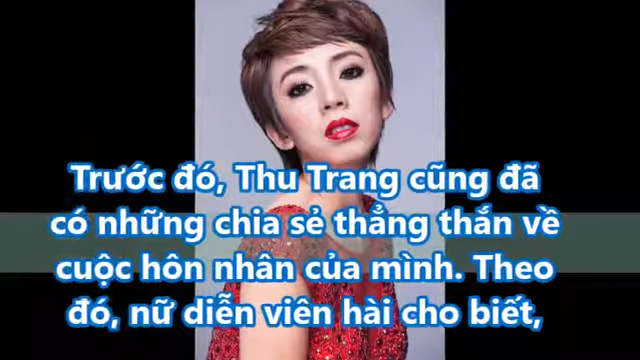 Trước đó, Thu Trang cũng đã
có những chia sẻ thẳng thắn về
cuộc hôn nhân của mình. Theo
đó, nữ diễn viên hài cho biết,